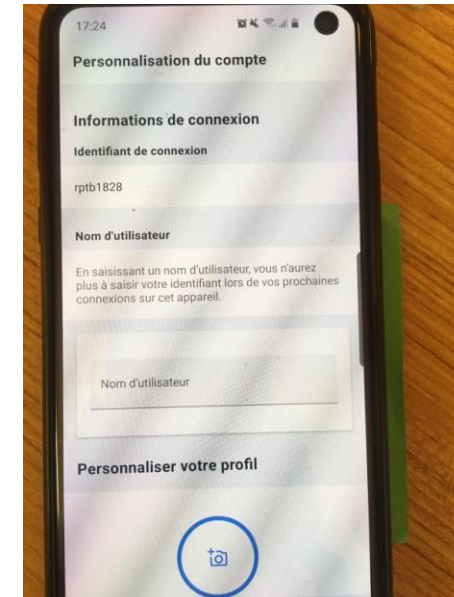 17:24
Personnalisation du compte
Informations de connexion
Identifiant de connexion
rptb1828
Nom d'utilisateur
En saisissant un nom d'utilisateur, vous n'aurez
plus à saisir votre identifiant lors de vos prochaines
connexions sur cet appareil.
Nom d'utilisateur
Personnaliser votre profil